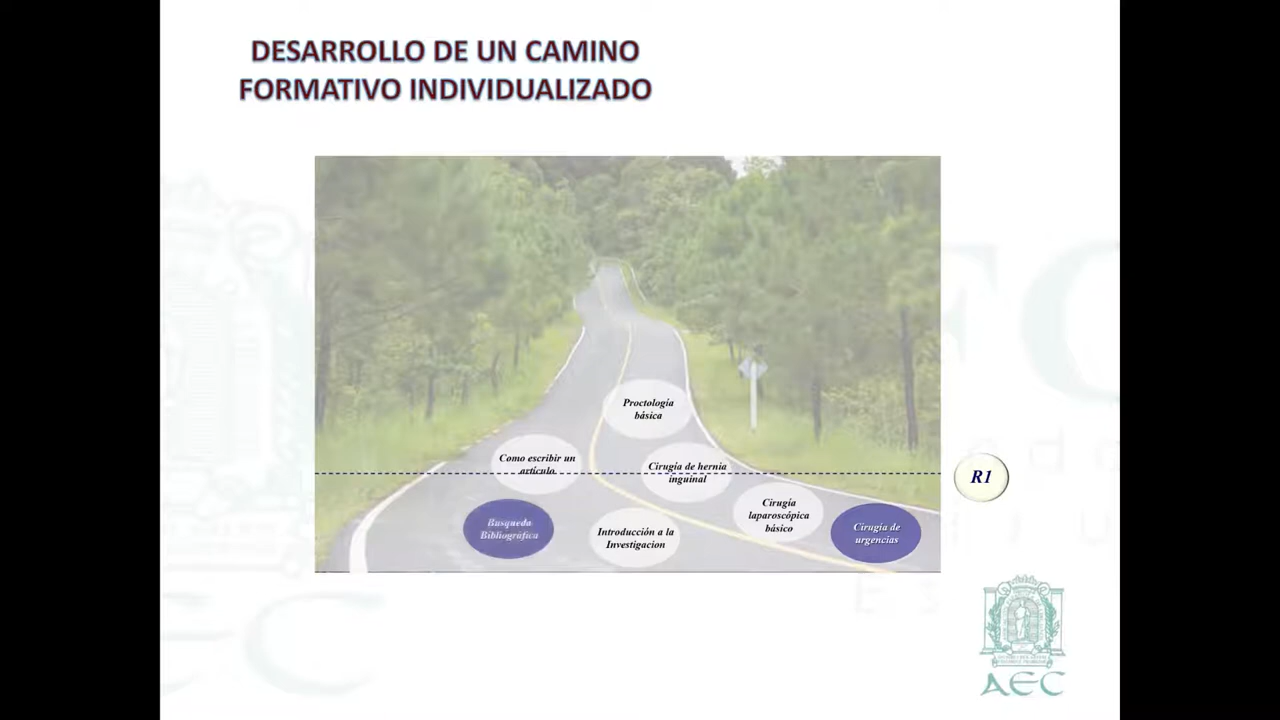 DESARROLLO DE UN CAMINO
FORMATIVO INDIVIDUALIZADO
Proctología
básica
Como escribir un
artículo.
Cirugía de hernia
inguinal
R1
Cirugía
laparoscópica
básico
Busqueda
Bibliográfica
Introducción a la
Investigacion
Cirugía de
urgencias
AEC